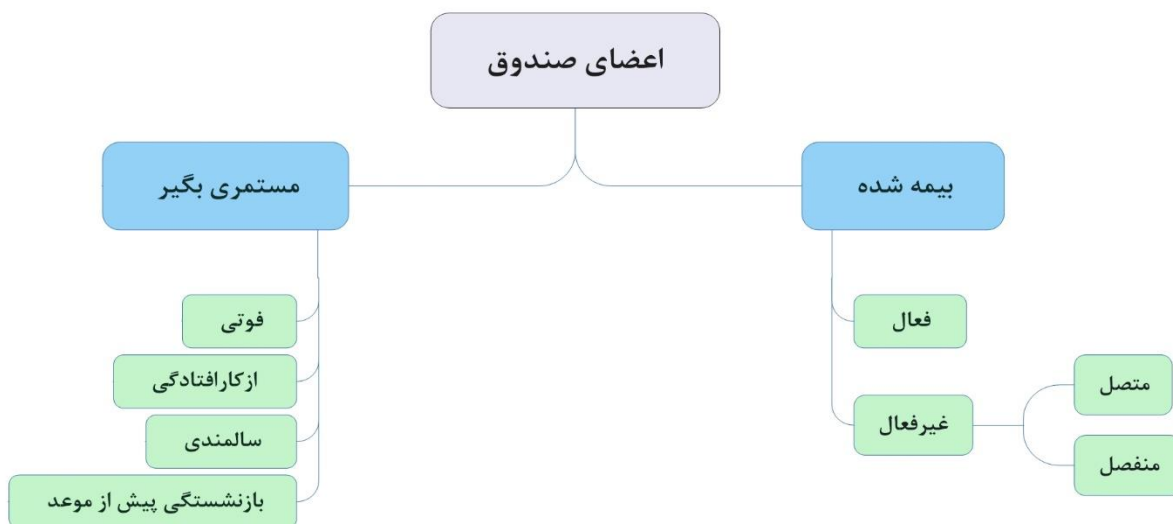 اعضای صندوق
بیمه شده
مستمری بگیر
فعال
غیرفعال
متصل
منفصل
فوتی
ازکارافتادگی
سالمندی
بازنشستگی پیش از موعد